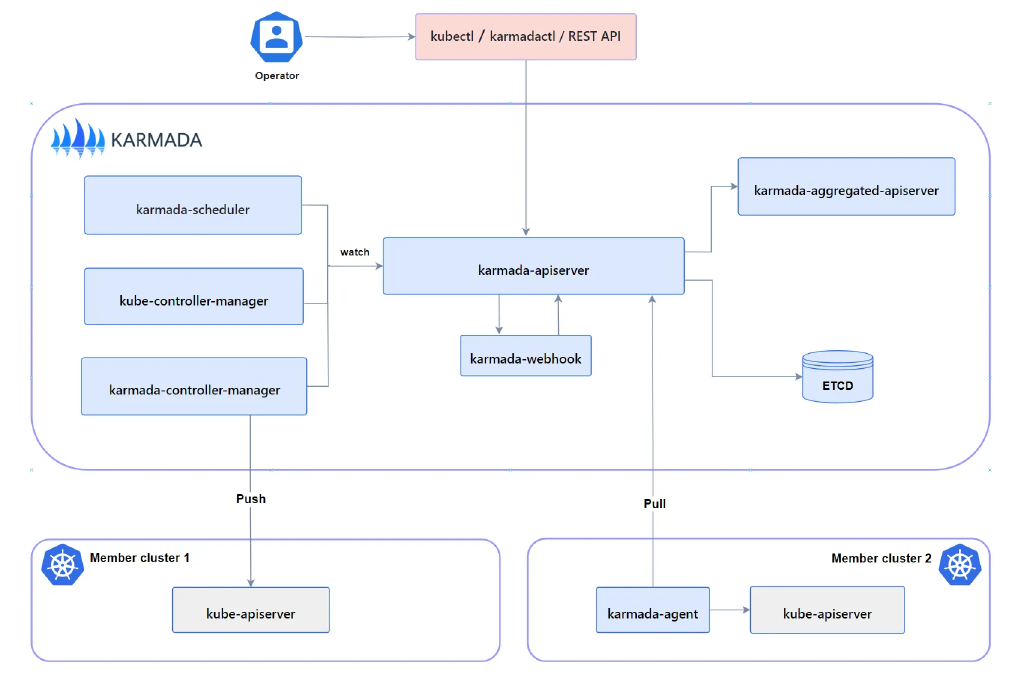 kubectl / karmadactl / REST API
Operator
KARMADA
karmada-scheduler
karmada-aggregated-apiserver
watch
karmada-apiserver
kube-controller-manager
karmada-webhook
karmada-controller-manager
ETCD
Push
Pull
Member cluster 1
Member cluster 2
kube-apiserver
karmada-agent
kube-apiserver